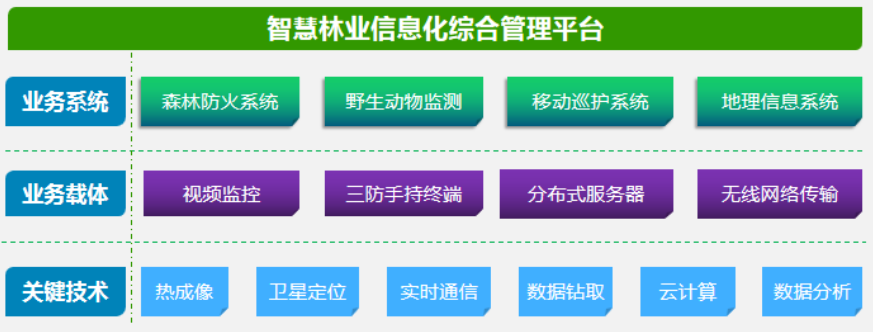 智慧林业信息化综合管理平台
业务系统 森林防火系统 野生动物监测 移动巡护系统 地理信息系统
业务载体 视频监控 三防手持终端 分布式服务器 无线网络传输
关键技术 热成像 卫星定位 实时通信 数据钻取 云计算 数据分析